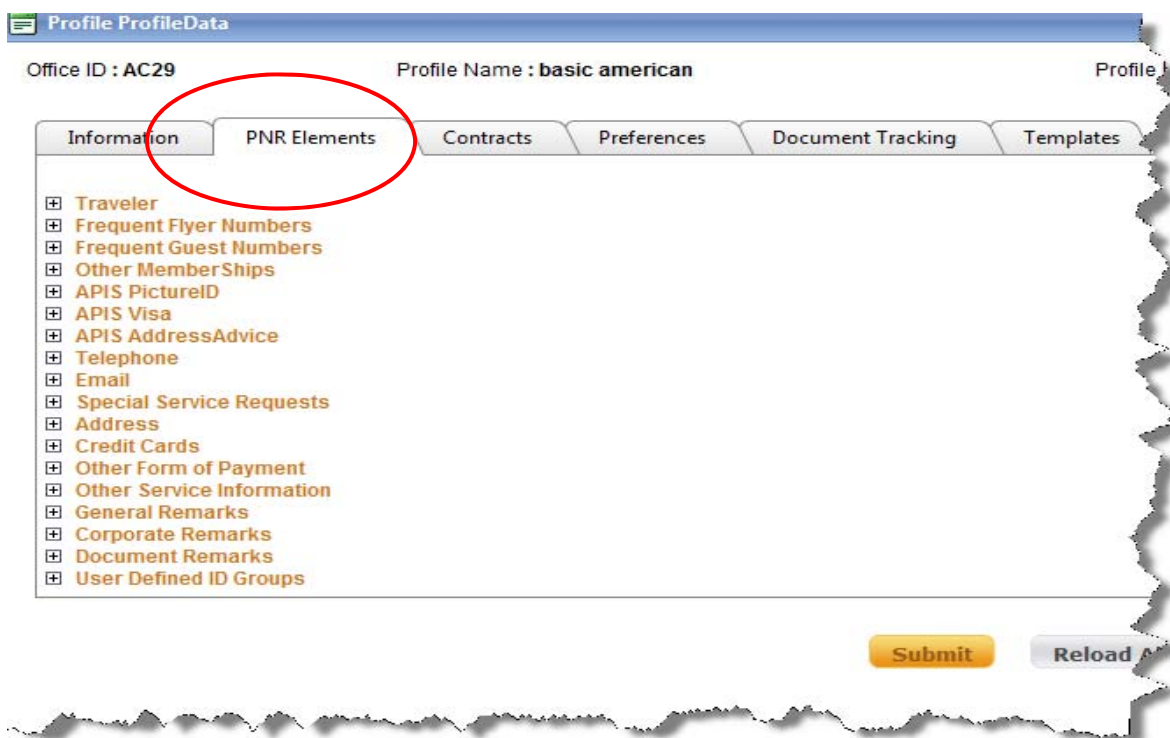 Profile ProfileData
Office ID : AC29 Profile Name : basic american Profile
Information PNR Elements Contracts Preferences Document Tracking Templates
Traveler
Frequent Flyer Numbers
Frequent Guest Numbers
Other MemberShips
APIS PictureID
APIS Visa
APIS AddressAdvice
Telephone
Email
Special Service Requests
Address
Credit Cards
Other Form of Payment
Other Service Information
General Remarks
Corporate Remarks
Document Remarks
User Defined ID Groups
Submit Reload